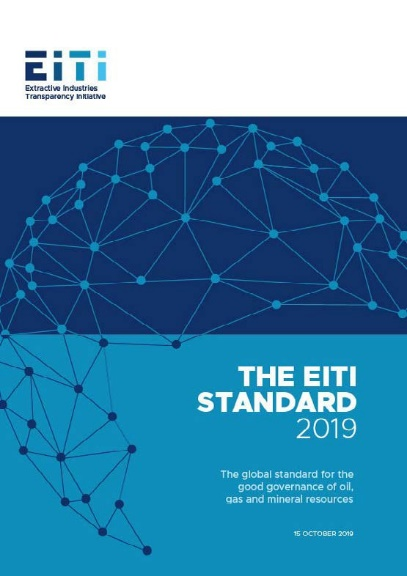 EITI
Extractive Industries
Transparency Initiative
THE EITI
STANDARD
2019
The global standard for the
good governance of oil,
gas and mineral resources
15 OCTOBER 2019